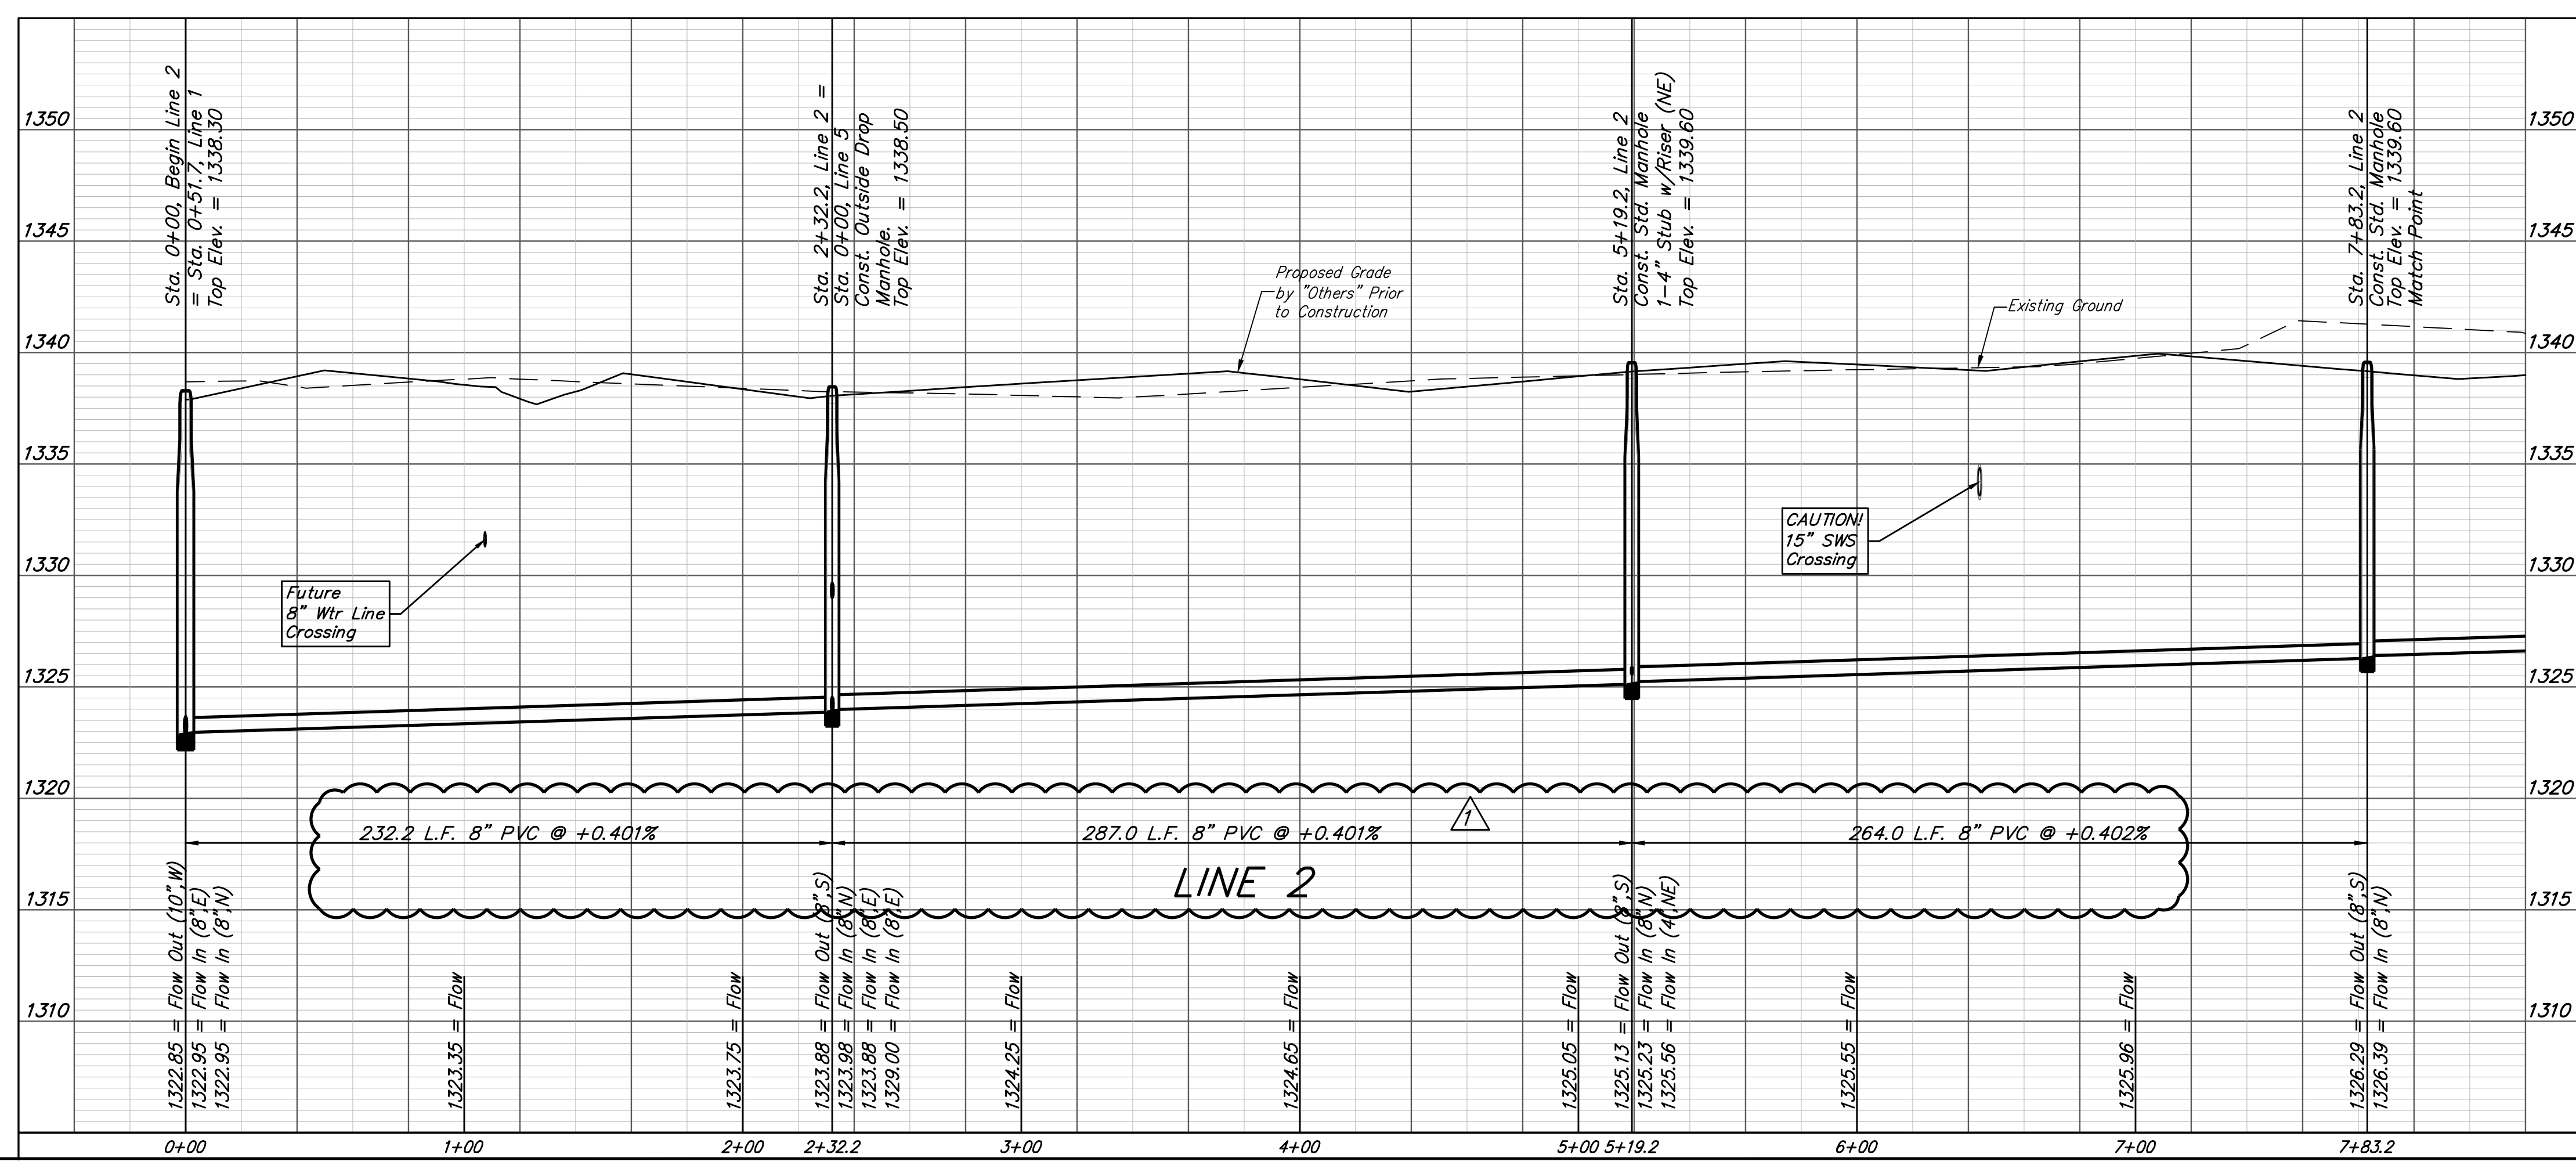 Sta. 0+00, Begin Line 2
= Sta. 0+51.7, Line 1
Top Elev. = 1338.30
Sta. 2+32.2, Line 2 =
Sta. 0+00, Line 5
Const. Outside Drop
Manhole.
Top Elev. = 1338.50
Sta. 5+19.2, Line 2
Const. Std. Manhole
1-4" Stub w/Riser (NE)
Top Elev. = 1339.60
Sta. 7+83.2, Line 2
Const. Std. Manhole
Top Elev. = 1339.60
Match Point
1350
1345
1340
1335
1330
1325
1320
1315
1310
1350
1345
1340
1335
1330
1325
1320
1315
1310
Proposed Grade
by "Others" Prior
to Construction
Existing Ground
Future
8" Wtr Line
Crossing
CAUTION!
15" SWS
Crossing
232.2 L.F. 8" PVC @ +0.401%
287.0 L.F. 8" PVC @ +0.401%
1
264.0 L.F. 8" PVC @ +0.402%
LINE 2
1322.85 = Flow Out (10",W)
1322.95 = Flow In (8",E)
1322.95 = Flow In (8",N)
1323.35 = Flow
1323.75 = Flow
1323.88 = Flow Out (8",S)
1323.98 = Flow In (8",N)
1323.88 = Flow In (8",E)
1329.00 = Flow In (8",E)
1324.25 = Flow
1324.65 = Flow
1325.05 = Flow
1325.13 = Flow Out (8",S)
1325.23 = Flow In (8",N)
1325.56 = Flow In (4",NE)
1325.55 = Flow
1325.96 = Flow
1326.29 = Flow Out (8",S)
1326.39 = Flow In (8",N)
0+00
1+00
2+00
2+32.2
3+00
4+00
5+00
5+19.2
6+00
7+00
7+83.2